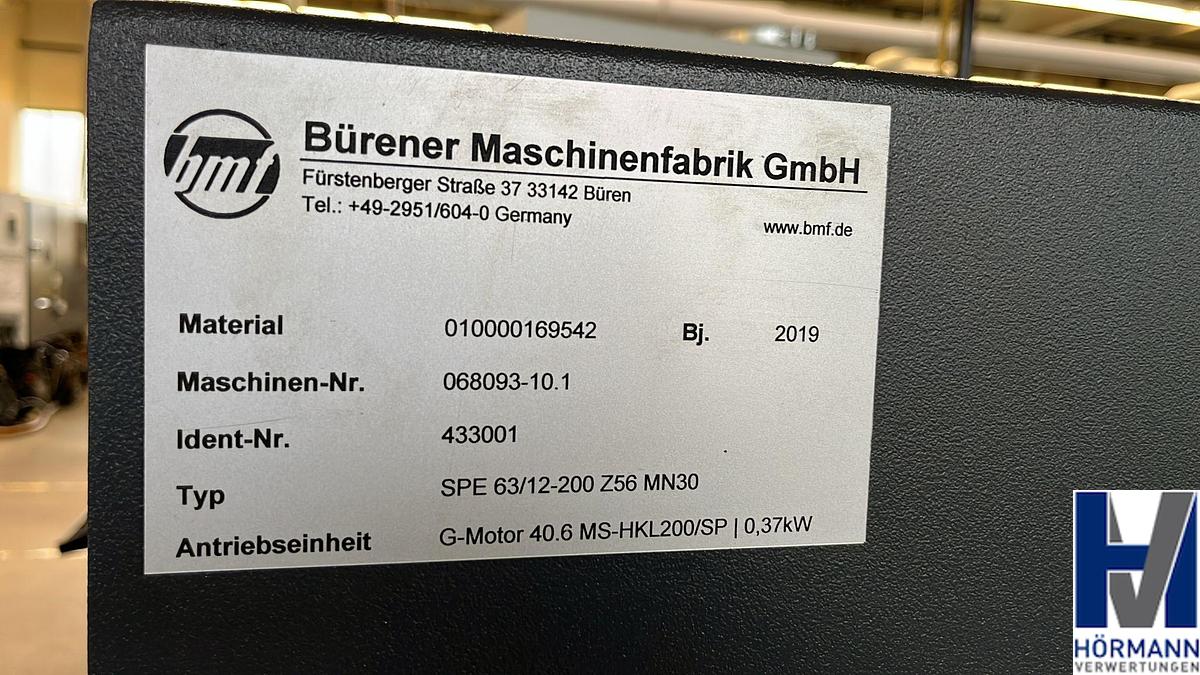 bmf
Bürener Maschinenfabrik GmbH
Fürstenberger Straße 37 33142 Büren
Tel.: +49-2951/604-0 Germany
www.bmf.de
Material 010000169542 Bj. 2019
Maschinen-Nr. 068093-10.1
Ident-Nr. 433001
Typ SPE 63/12-200 Z56 MN30
Antriebseinheit G-Motor 40.6 MS-HKL200/SP | 0,37kW
HÖRMANN
VERWERTUNGEN